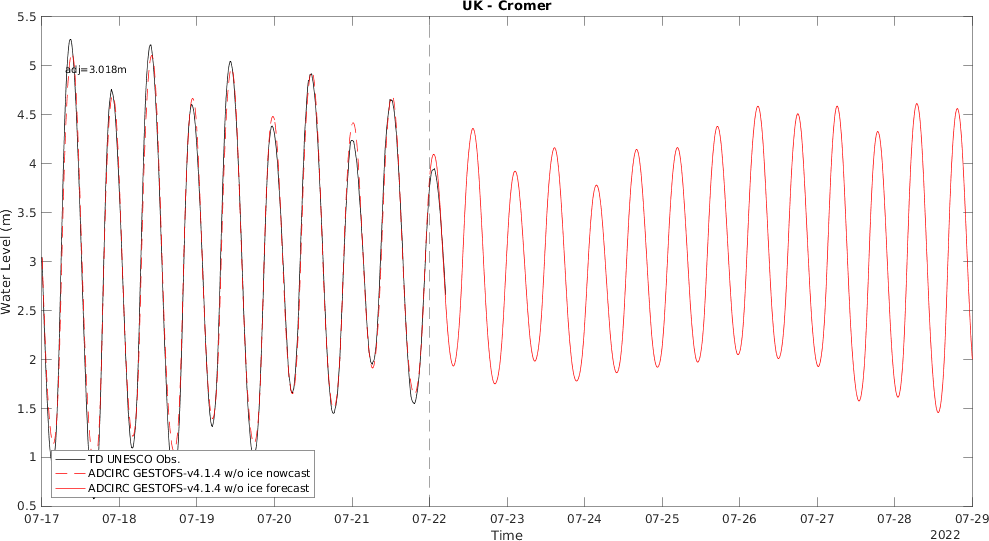 UK - Cromer
5.5
5
4.5
4
3.5
3
2.5
2
1.5
1
0.5
Water Level (m)
adj=3.018m
TD UNESCO Obs.
ADCIRC GESTOFS-v4.1.4 w/o ice nowcast
ADCIRC GESTOFS-v4.1.4 w/o ice forecast
07-17 07-18 07-19 07-20 07-21 07-22 07-23 07-24 07-25 07-26 07-27 07-28 07-29
Time
2022